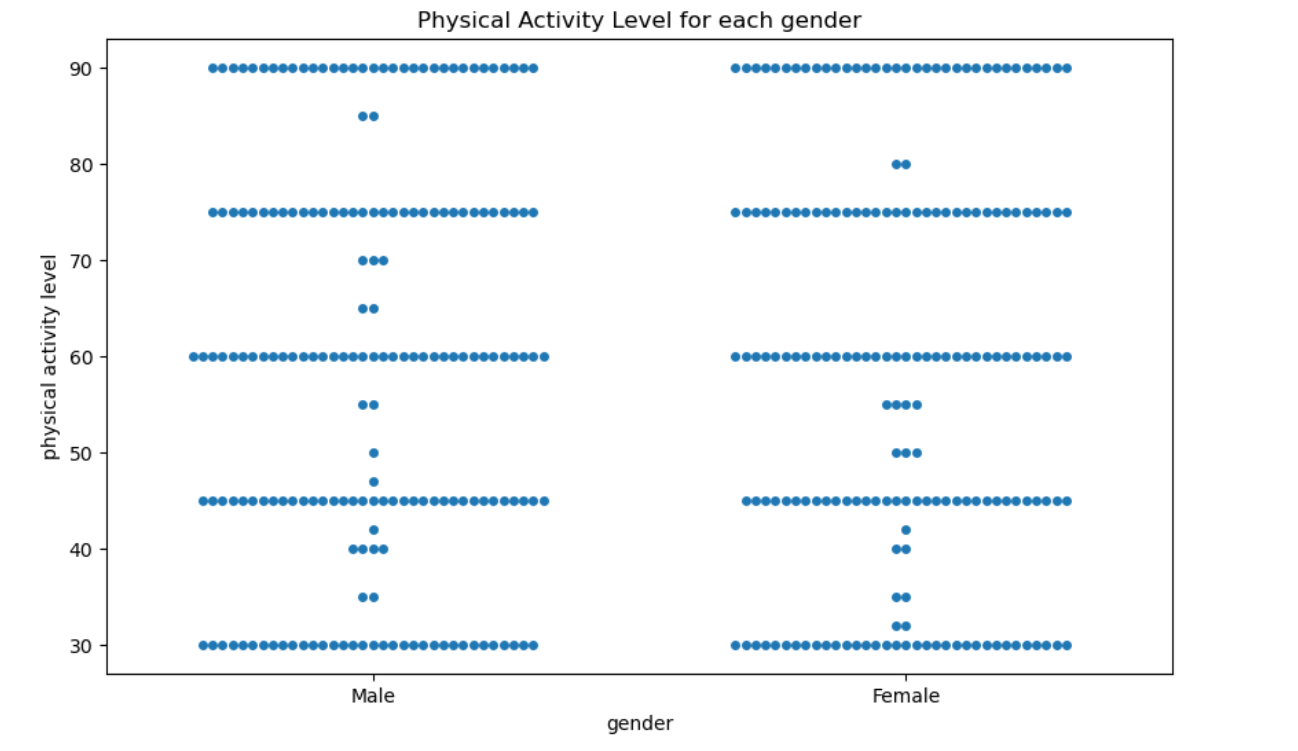 Physical Activity Level for each gender
physical activity level
90
80
70
60
50
40
30
Male
Female
gender